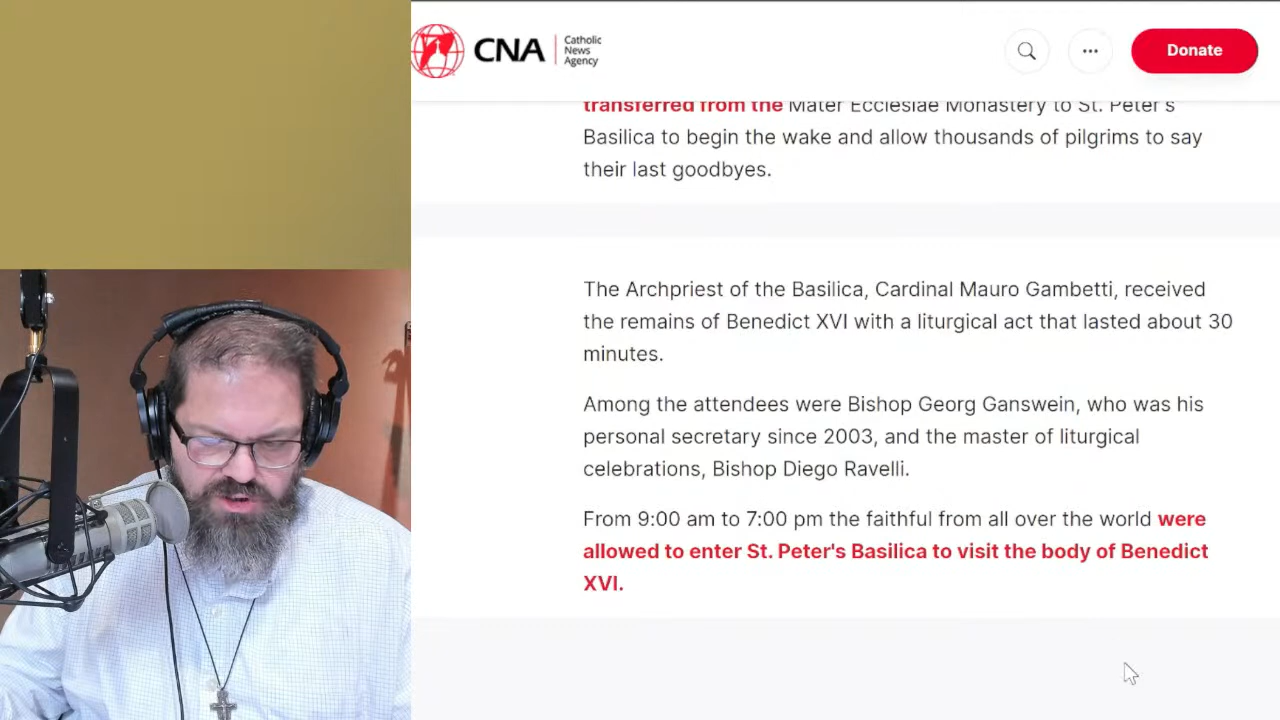 CNA
Catholic
News
Agency
Donate
transferred from the Mater Ecclesiae Monastery to St. Peter's
Basilica to begin the wake and allow thousands of pilgrims to say
their last goodbyes.
The Archpriest of the Basilica, Cardinal Mauro Gambetti, received
the remains of Benedict XVI with a liturgical act that lasted about 30
minutes.
Among the attendees were Bishop Georg Ganswein, who was his
personal secretary since 2003, and the master of liturgical
celebrations, Bishop Diego Ravelli.
From 9:00 am to 7:00 pm the faithful from all over the world were
allowed to enter St. Peter's Basilica to visit the body of Benedict
XVI.